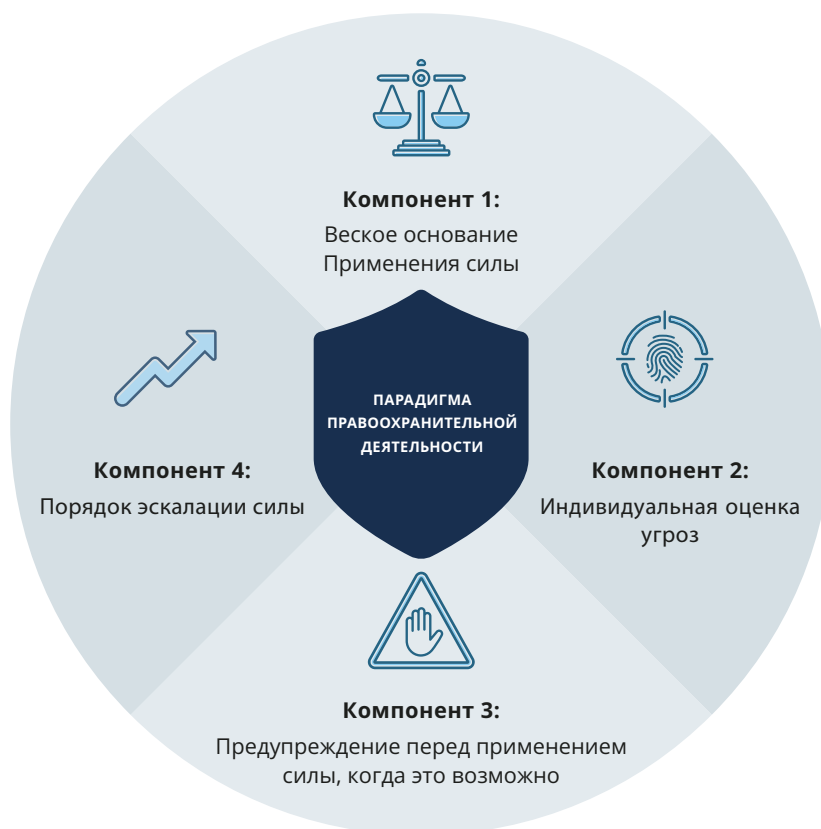 Компонент 1:
Веское основание
Применения силы
ПАРАДИГМА
ПРАВООХРАНИТЕЛЬНОЙ
ДЕЯТЕЛЬНОСТИ
Компонент 4:
Порядок эскалации силы
Компонент 2:
Индивидуальная оценка
угроз
Компонент 3:
Предупреждение перед применением
силы, когда это возможно